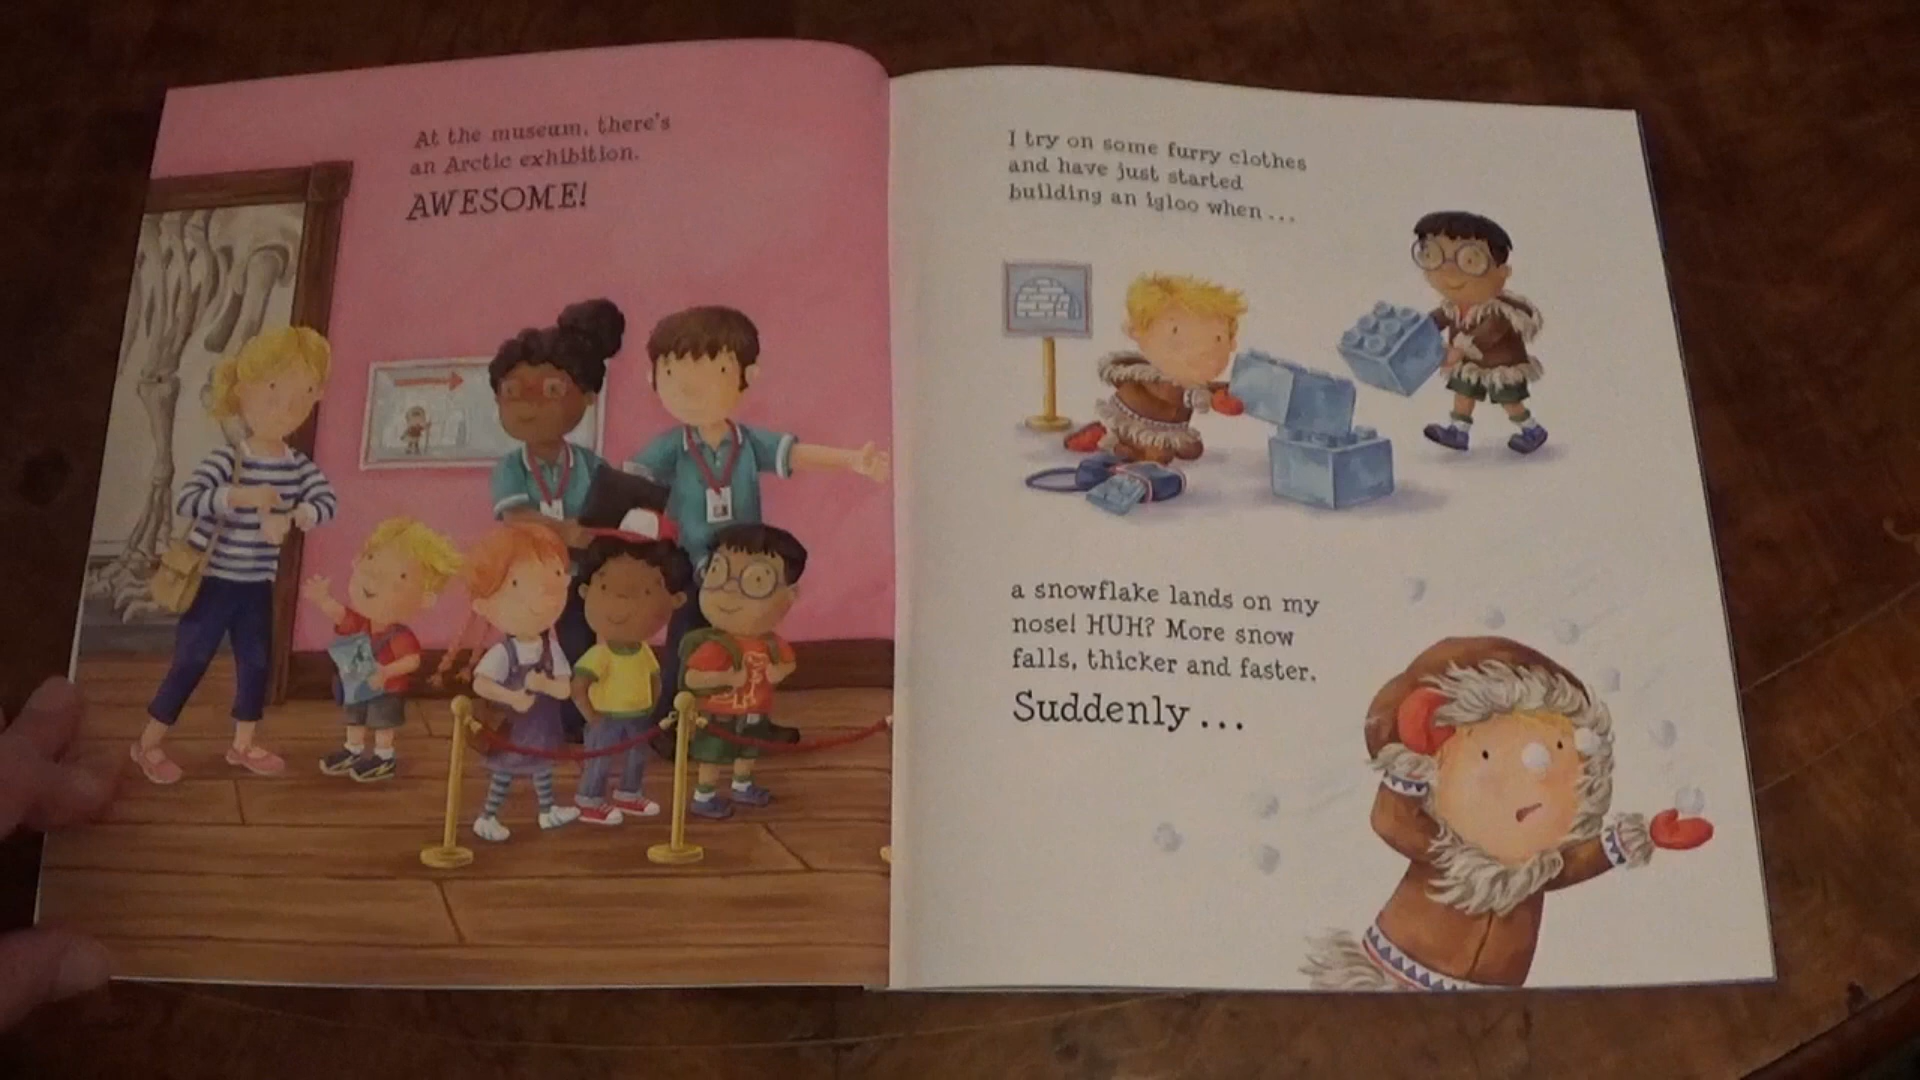 At the museum, there's
an Arctic exhibition.
AWESOME!
I try on some furry clothes
and have just started
building an igloo when...
a snowflake lands on my
nose! HUH? More snow
falls, thicker and faster.
Suddenly...